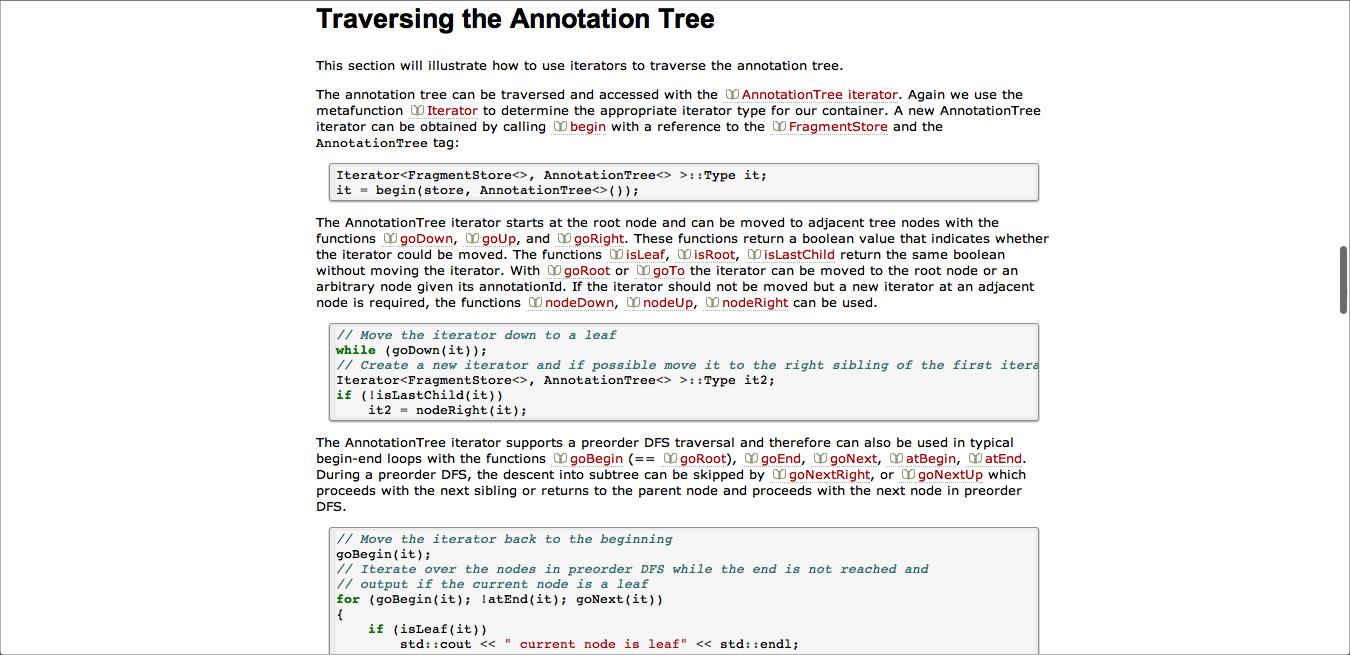 Traversing the Annotation Tree
This section will illustrate how to use iterators to traverse the annotation tree.
The annotation tree can be traversed and accessed with the AnnotationTree iterator. Again we use the
metafunction Iterator to determine the appropriate iterator type for our container. A new AnnotationTree
iterator can be obtained by calling begin with a reference to the FragmentStore and the
AnnotationTree tag:
Iterator<FragmentStore<>, AnnotationTree<> >::Type it;
it = begin(store, AnnotationTree<>());
The AnnotationTree iterator starts at the root node and can be moved to adjacent tree nodes with the
functions goDown, goUp, and goRight. These functions return a boolean value that indicates whether
the iterator could be moved. The functions isLeaf, isRoot, isLastChild return the same boolean
without moving the iterator. With goRoot or goTo the iterator can be moved to the root node or an
arbitrary node given its annotationId. If the iterator should not be moved but a new iterator at an adjacent
node is required, the functions nodeDown, nodeUp, nodeRight can be used.
// Move the iterator down to a leaf
while (goDown(it));
// Create a new iterator and if possible move it to the right sibling of the first itera
Iterator<FragmentStore<>, AnnotationTree<> >::Type it2;
if (!isLastChild(it))
    it2 = nodeRight(it);
The AnnotationTree iterator supports a preorder DFS traversal and therefore can also be used in typical
begin-end loops with the functions goBegin (== goRoot), goEnd, goNext, atBegin, atEnd.
During a preorder DFS, the descent into subtree can be skipped by goNextRight, or goNextUp which
proceeds with the next sibling or returns to the parent node and proceeds with the next node in preorder
DFS.
// Move the iterator back to the beginning
goBegin(it);
// Iterate over the nodes in preorder DFS while the end is not reached and
// output if the current node is a leaf
for (goBegin(it); !atEnd(it); goNext(it))
{
    if (isLeaf(it))
        std::cout << " current node is leaf" << std::endl;